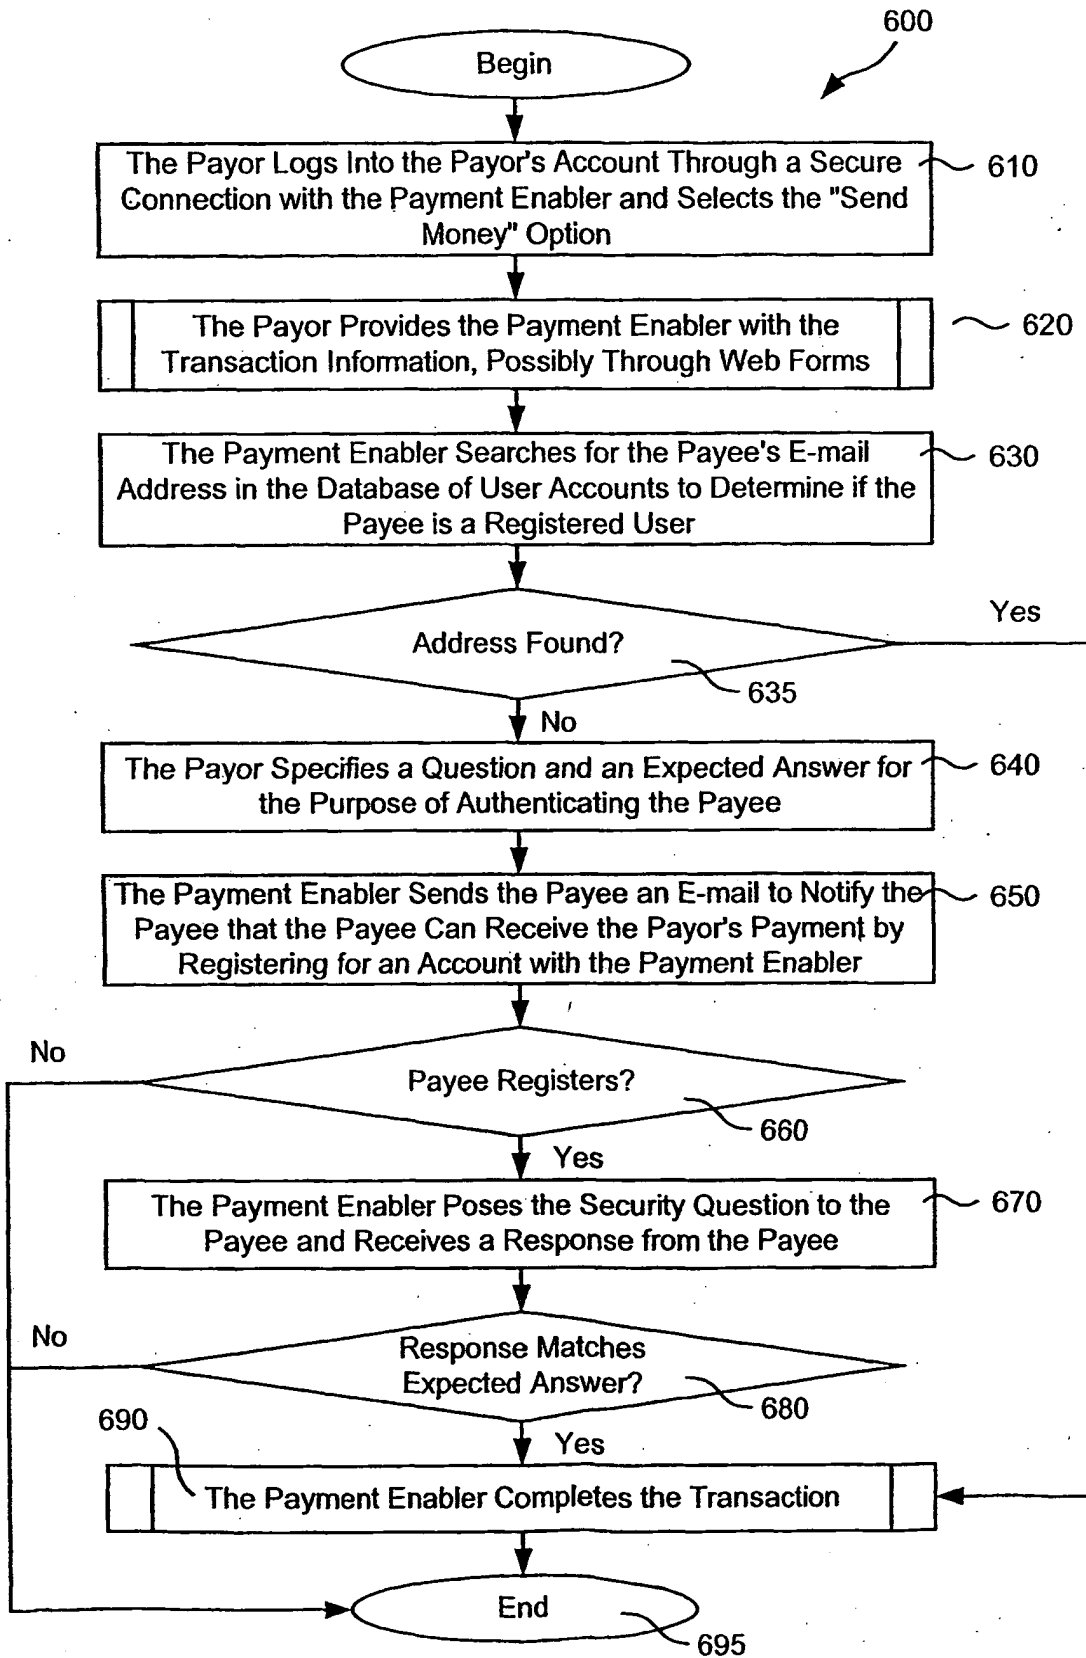 600
Begin
The Payor Logs Into the Payor's Account Through a Secure
Connection with the Payment Enabler and Selects the "Send
Money" Option
610
The Payor Provides the Payment Enabler with the
Transaction Information, Possibly Through Web Forms
620
The Payment Enabler Searches for the Payee's E-mail
Address in the Database of User Accounts to Determine if the
Payee is a Registered User
630
Address Found?
635
Yes
No
The Payor Specifies a Question and an Expected Answer for
the Purpose of Authenticating the Payee
640
The Payment Enabler Sends the Payee an E-mail to Notify the
Payee that the Payee Can Receive the Payor's Payment by
Registering for an Account with the Payment Enabler
650
No
Payee Registers?
660
Yes
The Payment Enabler Poses the Security Question to the
Payee and Receives a Response from the Payee
670
No
Response Matches
Expected Answer?
680
690
Yes
The Payment Enabler Completes the Transaction
End
695